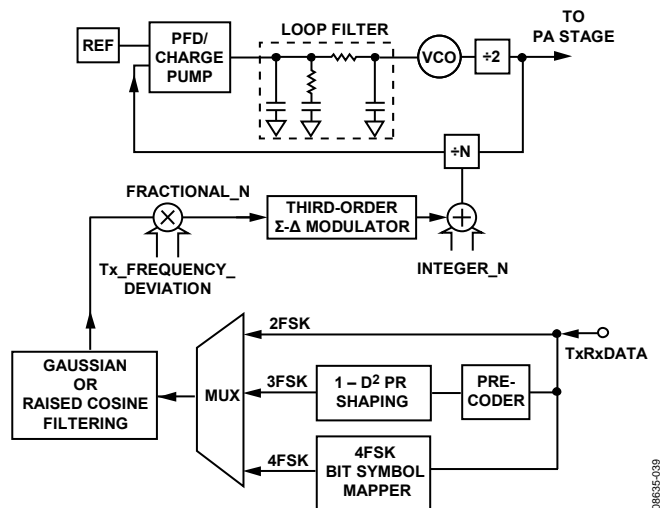 LOOP FILTER
TO
PA STAGE
REF
PFD/
CHARGE
PUMP
VCO
÷2
÷N
FRACTIONAL_N
THIRD-ORDER
Σ-Δ MODULATOR
Tx_FREQUENCY_
DEVIATION
INTEGER_N
2FSK
TxRxDATA
GAUSSIAN
OR
RAISED COSINE
FILTERING
MUX
3FSK
1 – D² PR
SHAPING
PRE-
CODER
4FSK
4FSK
BIT SYMBOL
MAPPER
08635-039